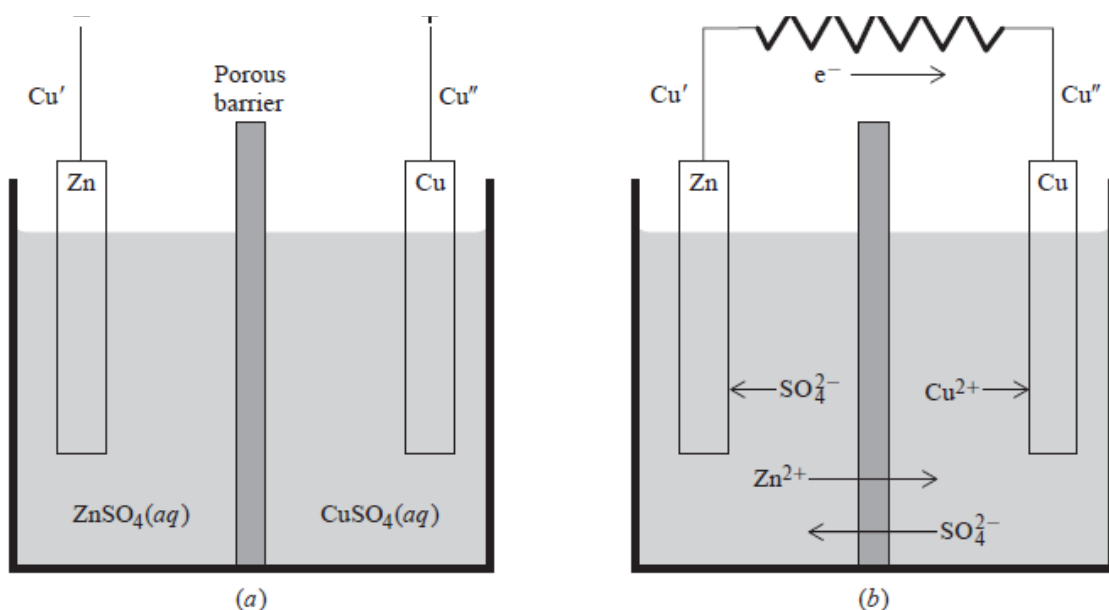 Porous
barrier
Cu′
Cu″
Zn
Cu
ZnSO₄(aq)
CuSO₄(aq)
(a)
e⁻
Cu′
Cu″
Zn
Cu
SO₄²⁻
Cu²⁺
Zn²⁺
SO₄²⁻
(b)